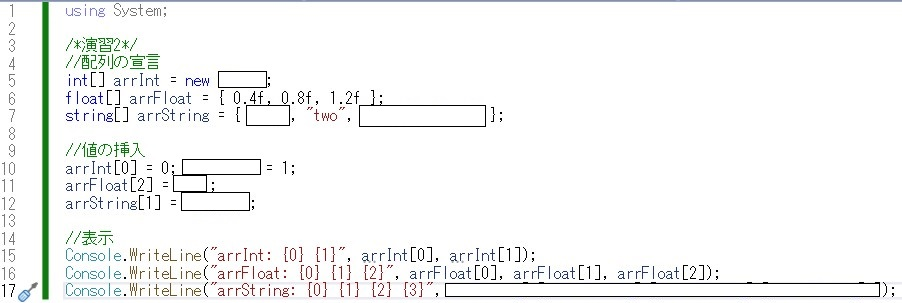 1 using System;
2
3 /*演習2*/
4 //配列の宣言
5 int[] arrInt = new ;
6 float[] arrFloat = { 0.4f, 0.8f, 1.2f };
7 string[] arrString = { , "two", };
8
9 //値の挿入
10 arrInt[0] = 0; = 1;
11 arrFloat[2] = ;
12 arrString[1] = ;
13
14 //表示
15 Console.WriteLine("arrInt: {0} {1}", arrInt[0], arrInt[1]);
16 Console.WriteLine("arrFloat: {0} {1} {2}", arrFloat[0], arrFloat[1], arrFloat[2]);
17 Console.WriteLine("arrString: {0} {1} {2} {3}", );